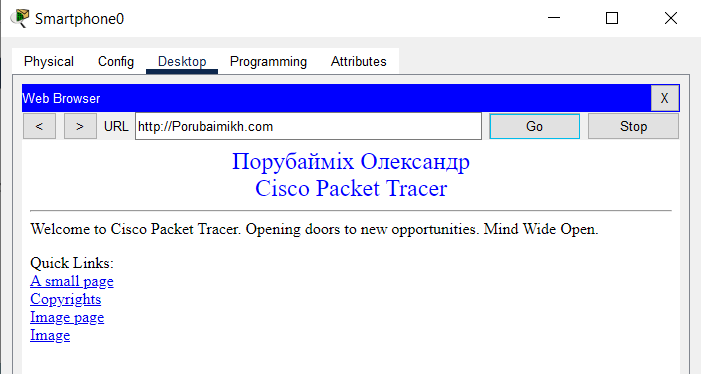 Smartphone0
Physical Config Desktop Programming Attributes
Web Browser X
< > URL http://Porubaimikh.com Go Stop
Порубайміх Олександр
Cisco Packet Tracer
Welcome to Cisco Packet Tracer. Opening doors to new opportunities. Mind Wide Open.
Quick Links:
A small page
Copyrights
Image page
Image